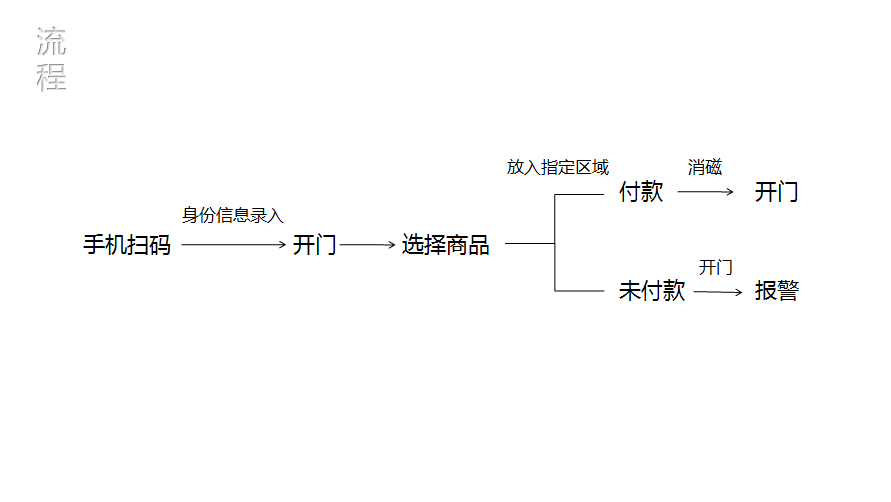 流程
放入指定区域
付款
消磁
开门
身份信息录入
手机扫码
开门
选择商品
未付款
开门
报警